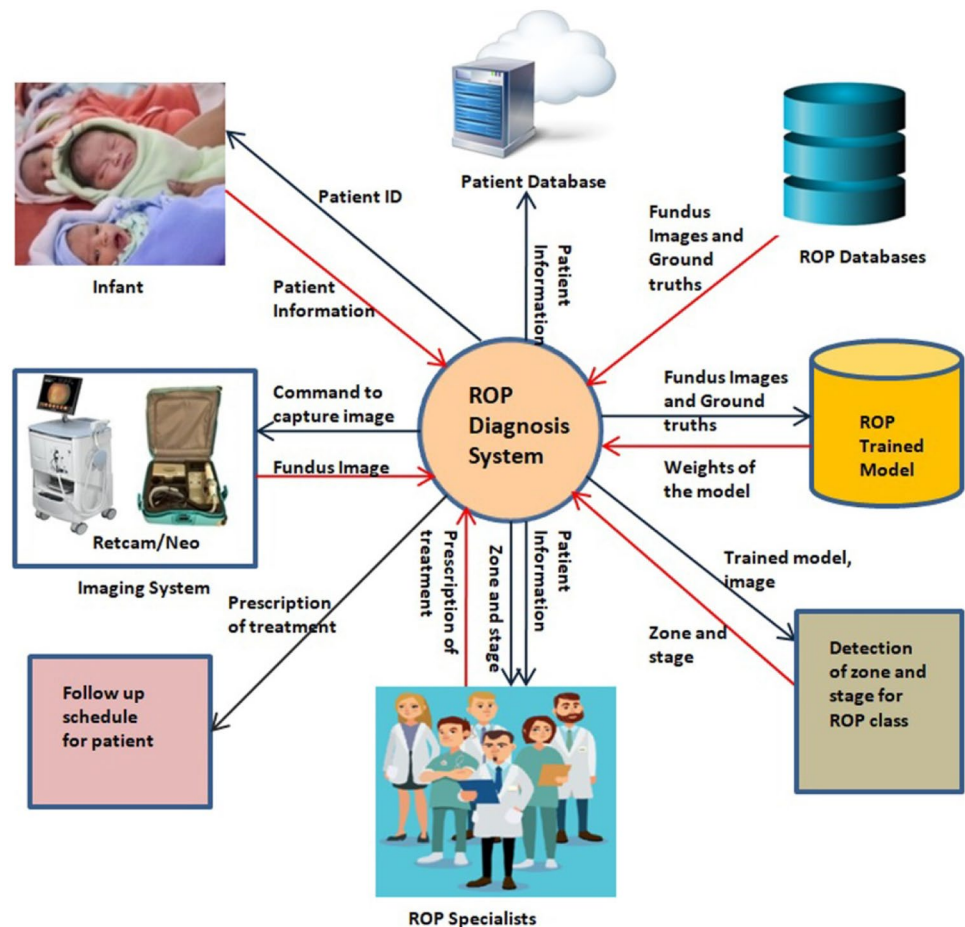 Patient Database
Infant
Patient ID
Patient
Information
Patient
Information
Fundus
Images and
Ground
truths
ROP Databases
Command to
capture image
Fundus Image
Retcam/Neo
Imaging System
ROP
Diagnosis
System
Fundus Images
and Ground
truths
Weights of
the model
ROP
Trained
Model
Prescription
of treatment
Follow up
schedule
for patient
Prescription of
treatment
Zone and stage
Patient
Information
Trained model,
image
Zone and
stage
Detection
of zone and
stage for
ROP class
ROP Specialists